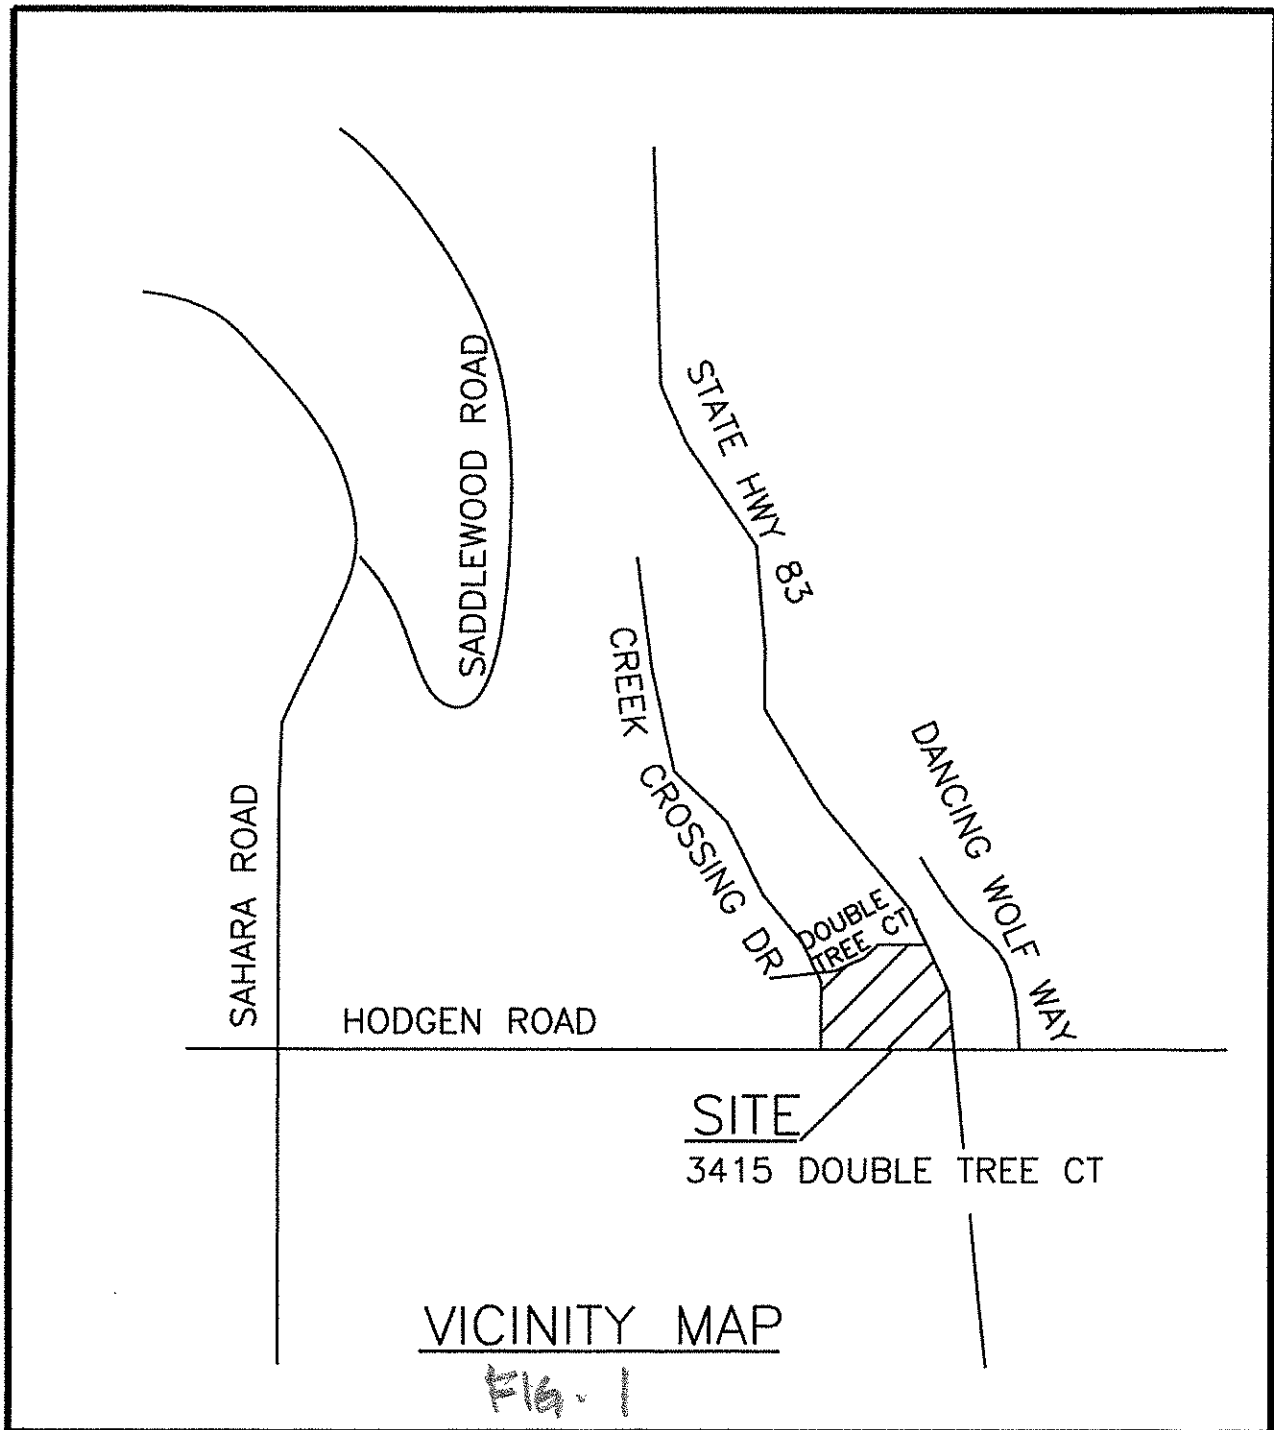 SADDLEWOOD ROAD
STATE HWY 83
CREEK CROSSING DR
DANCING WOLF WAY
SAHARA ROAD
DOUBLE
TREE CT.
HODGEN ROAD
SITE
3415 DOUBLE TREE CT
VICINITY MAP
FIG. 1